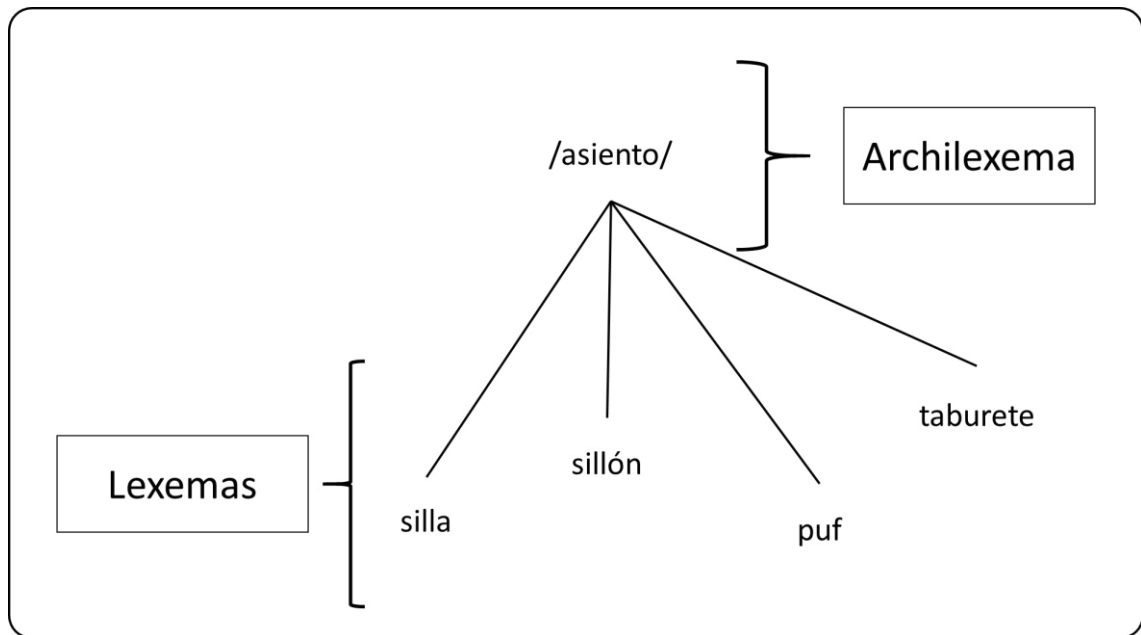 /asiento/
Archilexema
taburete
sillón
Lexemas
silla
puf